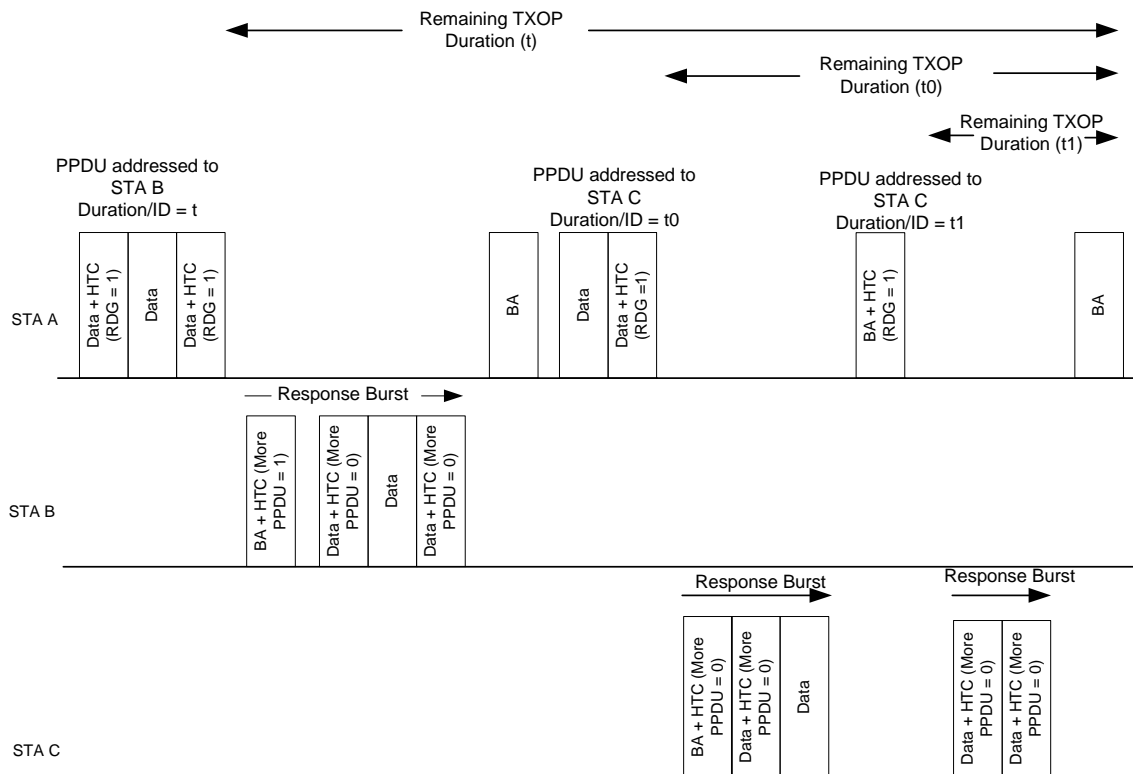 Remaining TXOP
Duration (t)
Remaining TXOP
Duration (t0)
Remaining TXOP
Duration (t1)
PPDU addressed to
STA B
Duration/ID = t
PPDU addressed to
STA C
Duration/ID = t0
PPDU addressed to
STA C
Duration/ID = t1
STA A
Data + HTC
(RDG = 1)
Data
Data + HTC
(RDG = 1)
BA
Data
Data + HTC
(RDG =1)
BA + HTC
(RDG = 1)
BA
Response Burst
STA B
BA + HTC (More
PPDU = 1)
Data + HTC (More
PPDU = 0)
Data
Data + HTC (More
PPDU = 0)
Response Burst
Response Burst
STA C
BA + HTC (More
PPDU = 0)
Data + HTC (More
PPDU = 0)
Data
Data + HTC (More
PPDU = 0)
Data + HTC (More
PPDU = 0)